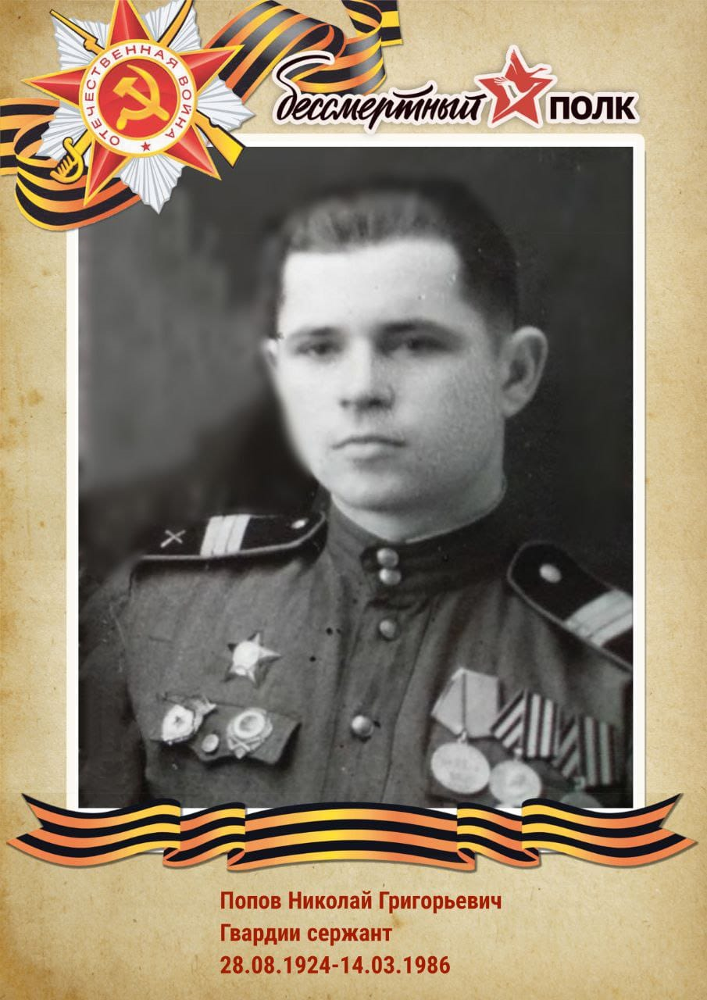 ОТЕЧЕСТВЕННАЯ ВОЙНА
бессмертный ПОЛК
Попов Николай Григорьевич
Гвардии сержант
28.08.1924-14.03.1986